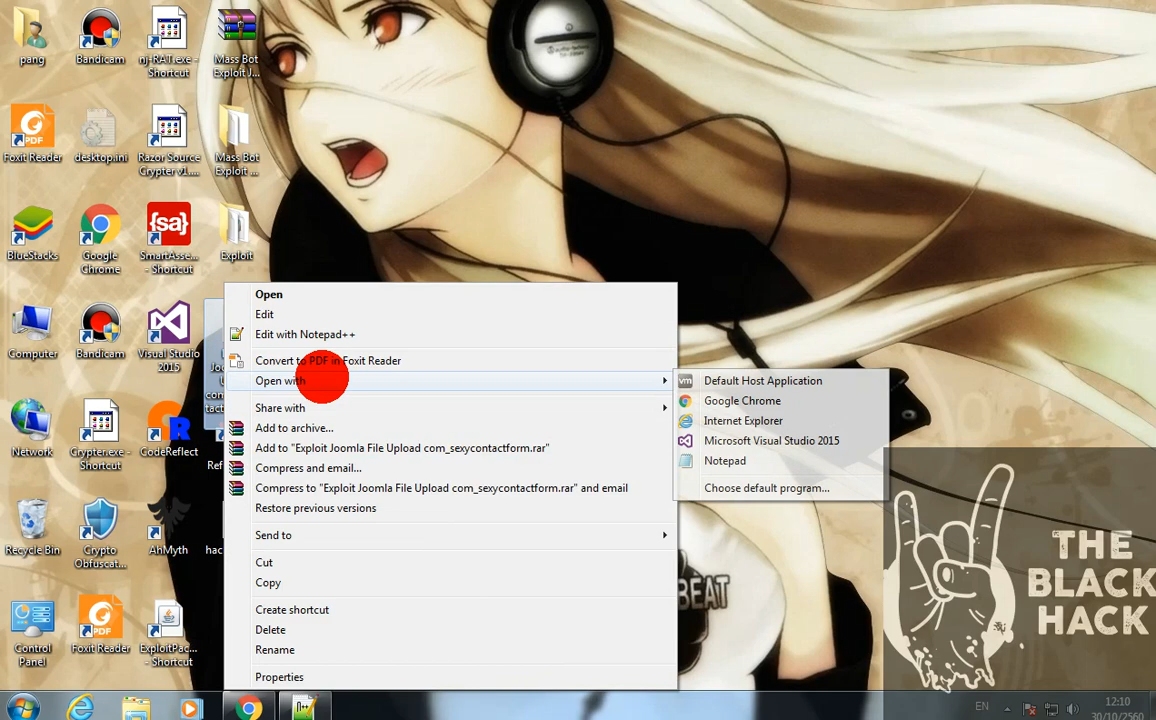 pang
Bandicam
nj-RAT.exe - Shortcut
Mass Bot Exploit J...
Foxit Reader
desktop.ini
Razor Source Crypter v1....
Mass Bot Exploit ...
BlueStacks
Google Chrome
{sa}
SmartAsse... - Shortcut
Exploit
Computer
Bandicam
Visual Studio 2015
Network
Crypter.exe - Shortcut
CodeReflect
Ref
Recycle Bin
Crypto Obfuscat...
AhMyth
hac
Control Panel
Foxit Reader
ExploitPac... - Shortcut
Open
Edit
Edit with Notepad++
Convert to PDF in Foxit Reader
Open with
Share with
Add to archive...
Add to "Exploit Joomla File Upload com_sexycontactform.rar"
Compress and email...
Compress to "Exploit Joomla File Upload com_sexycontactform.rar" and email
Restore previous versions
Send to
Cut
Copy
Create shortcut
Delete
Rename
Properties
Default Host Application
Google Chrome
Internet Explorer
Microsoft Visual Studio 2015
Notepad
Choose default program...
BEAT
THE
BLACK
HACK
EN
12:10
30/10/2560